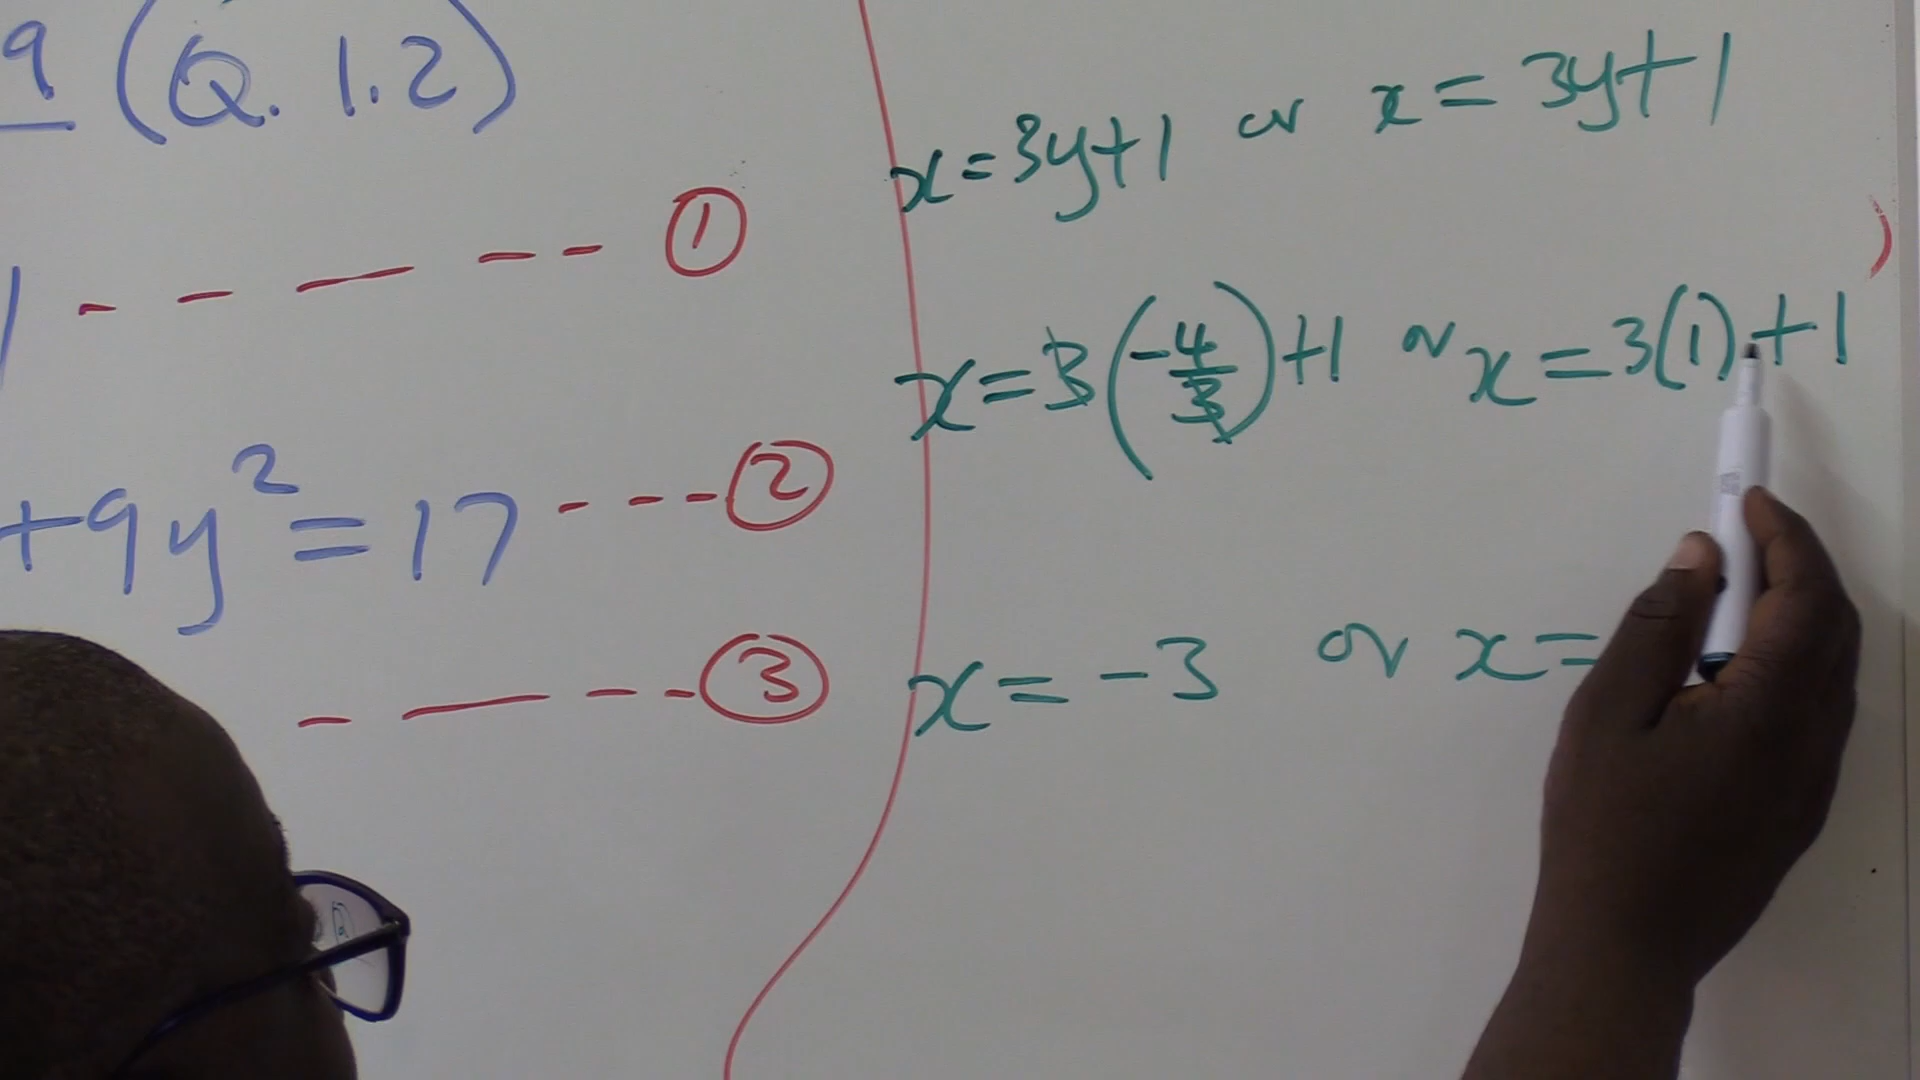 9 (Q. 1.2)
1 - - — - - ①
+9y² = 17 - - - - ②
- — - - ③
x = 3y+1 or x = 3y+1
x = 3(-4/3)+1 or x = 3(1)+1
x = -3 or x =